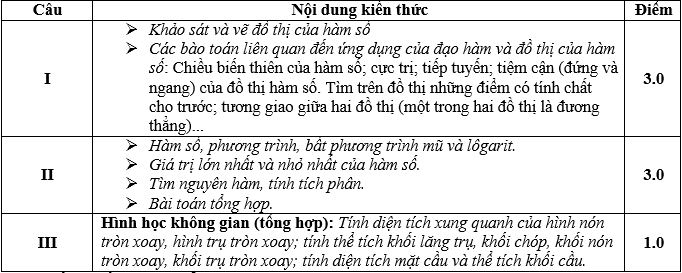 Câu Nội dung kiến thức Điểm
➢ Khảo sát và vẽ đồ thị của hàm số
➢ Các bào toán liên quan đến ứng dụng của đạo hàm và đồ thị của hàm
số: Chiều biến thiên của hàm số; cực trị; tiếp tuyến; tiệm cận (đứng và
I ngang) của đồ thị hàm số. Tìm trên đồ thị những điểm có tính chất 3.0
cho trước; tương giao giữa hai đồ thị (một trong hai đồ thị là đương
thẳng)...
➢ Hàm số, phương trình, bất phương trình mũ và lôgarit.
➢ Giá trị lớn nhất và nhỏ nhất của hàm số.
II 3.0
➢ Tìm nguyên hàm, tính tích phân.
➢ Bài toán tổng hợp.
Hình học không gian (tổng hợp): Tính diện tích xung quanh của hình nón
III tròn xoay, hình trụ tròn xoay; tính thể tích khối lăng trụ, khối chóp, khối nón 1.0
tròn xoay, khối trụ tròn xoay; tính diện tích mặt cầu và thể tích khối cầu.